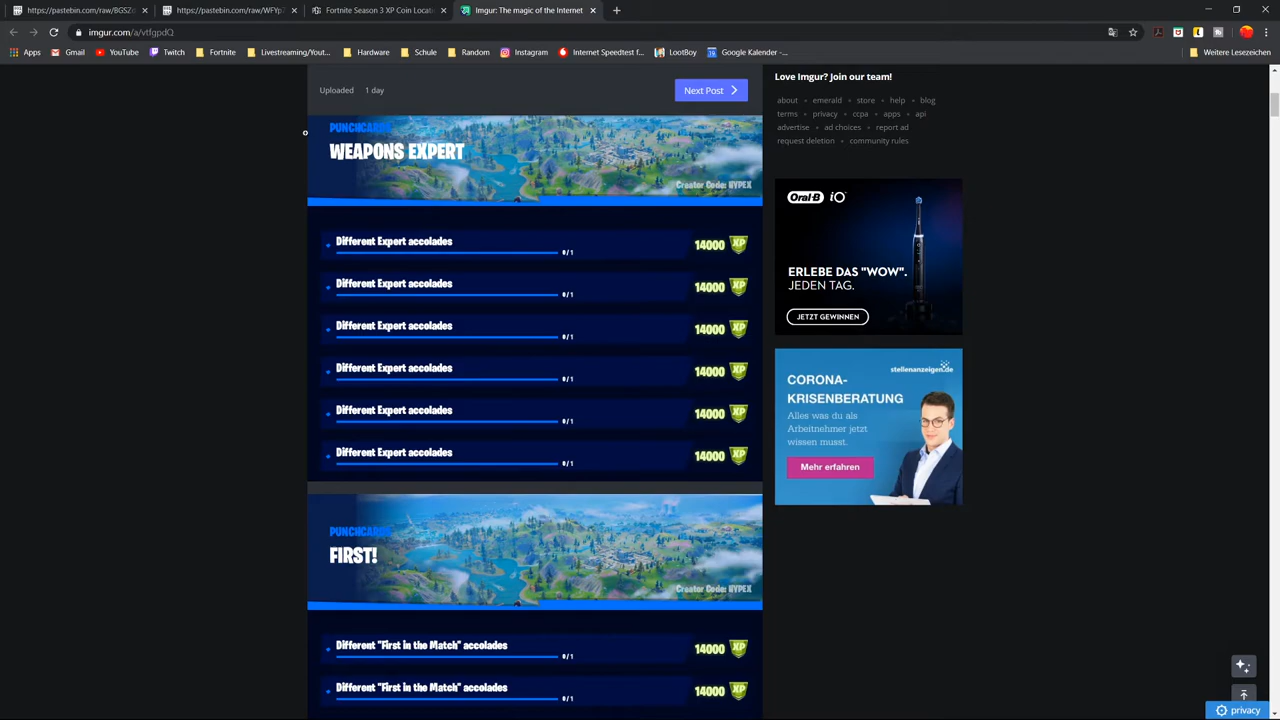 https://pastebin.com/raw/BGSZ
https://pastebin.com/raw/WFYp
Fortnite Season 3 XP Coin Locat
Imgur: The magic of the Internet
imgur.com/a/vtfgpdQ
Apps
Gmail
YouTube
Twitch
Fortnite
Livestreaming/Yout...
Hardware
Schule
Random
Instagram
Internet Speedtest f...
LootBoy
Google Kalender -...
Weitere Lesezeichen
Uploaded 1 day
Next Post
PUNCHCARDS
WEAPONS EXPERT
Creator Code: HYPEX
Different Expert accolades
0/1
14000 XP
Different Expert accolades
0/1
14000 XP
Different Expert accolades
0/1
14000 XP
Different Expert accolades
0/1
14000 XP
Different Expert accolades
0/1
14000 XP
Different Expert accolades
0/1
14000 XP
PUNCHCARDS
FIRST!
Creator Code: HYPEX
Different "First in the Match" accolades
0/1
14000 XP
Different "First in the Match" accolades
0/1
14000 XP
Love Imgur? Join our team!
about • emerald • store • help • blog
terms • privacy • ccpa • apps • api
advertise • ad choices • report ad
request deletion • community rules
Oral-B iO
ERLEBE DAS "WOW".
JEDEN TAG.
JETZT GEWINNEN
stellenanzeigen.de
CORONA-
KRISENBERATUNG
Alles was du als
Arbeitnehmer jetzt
wissen musst.
Mehr erfahren
privacy